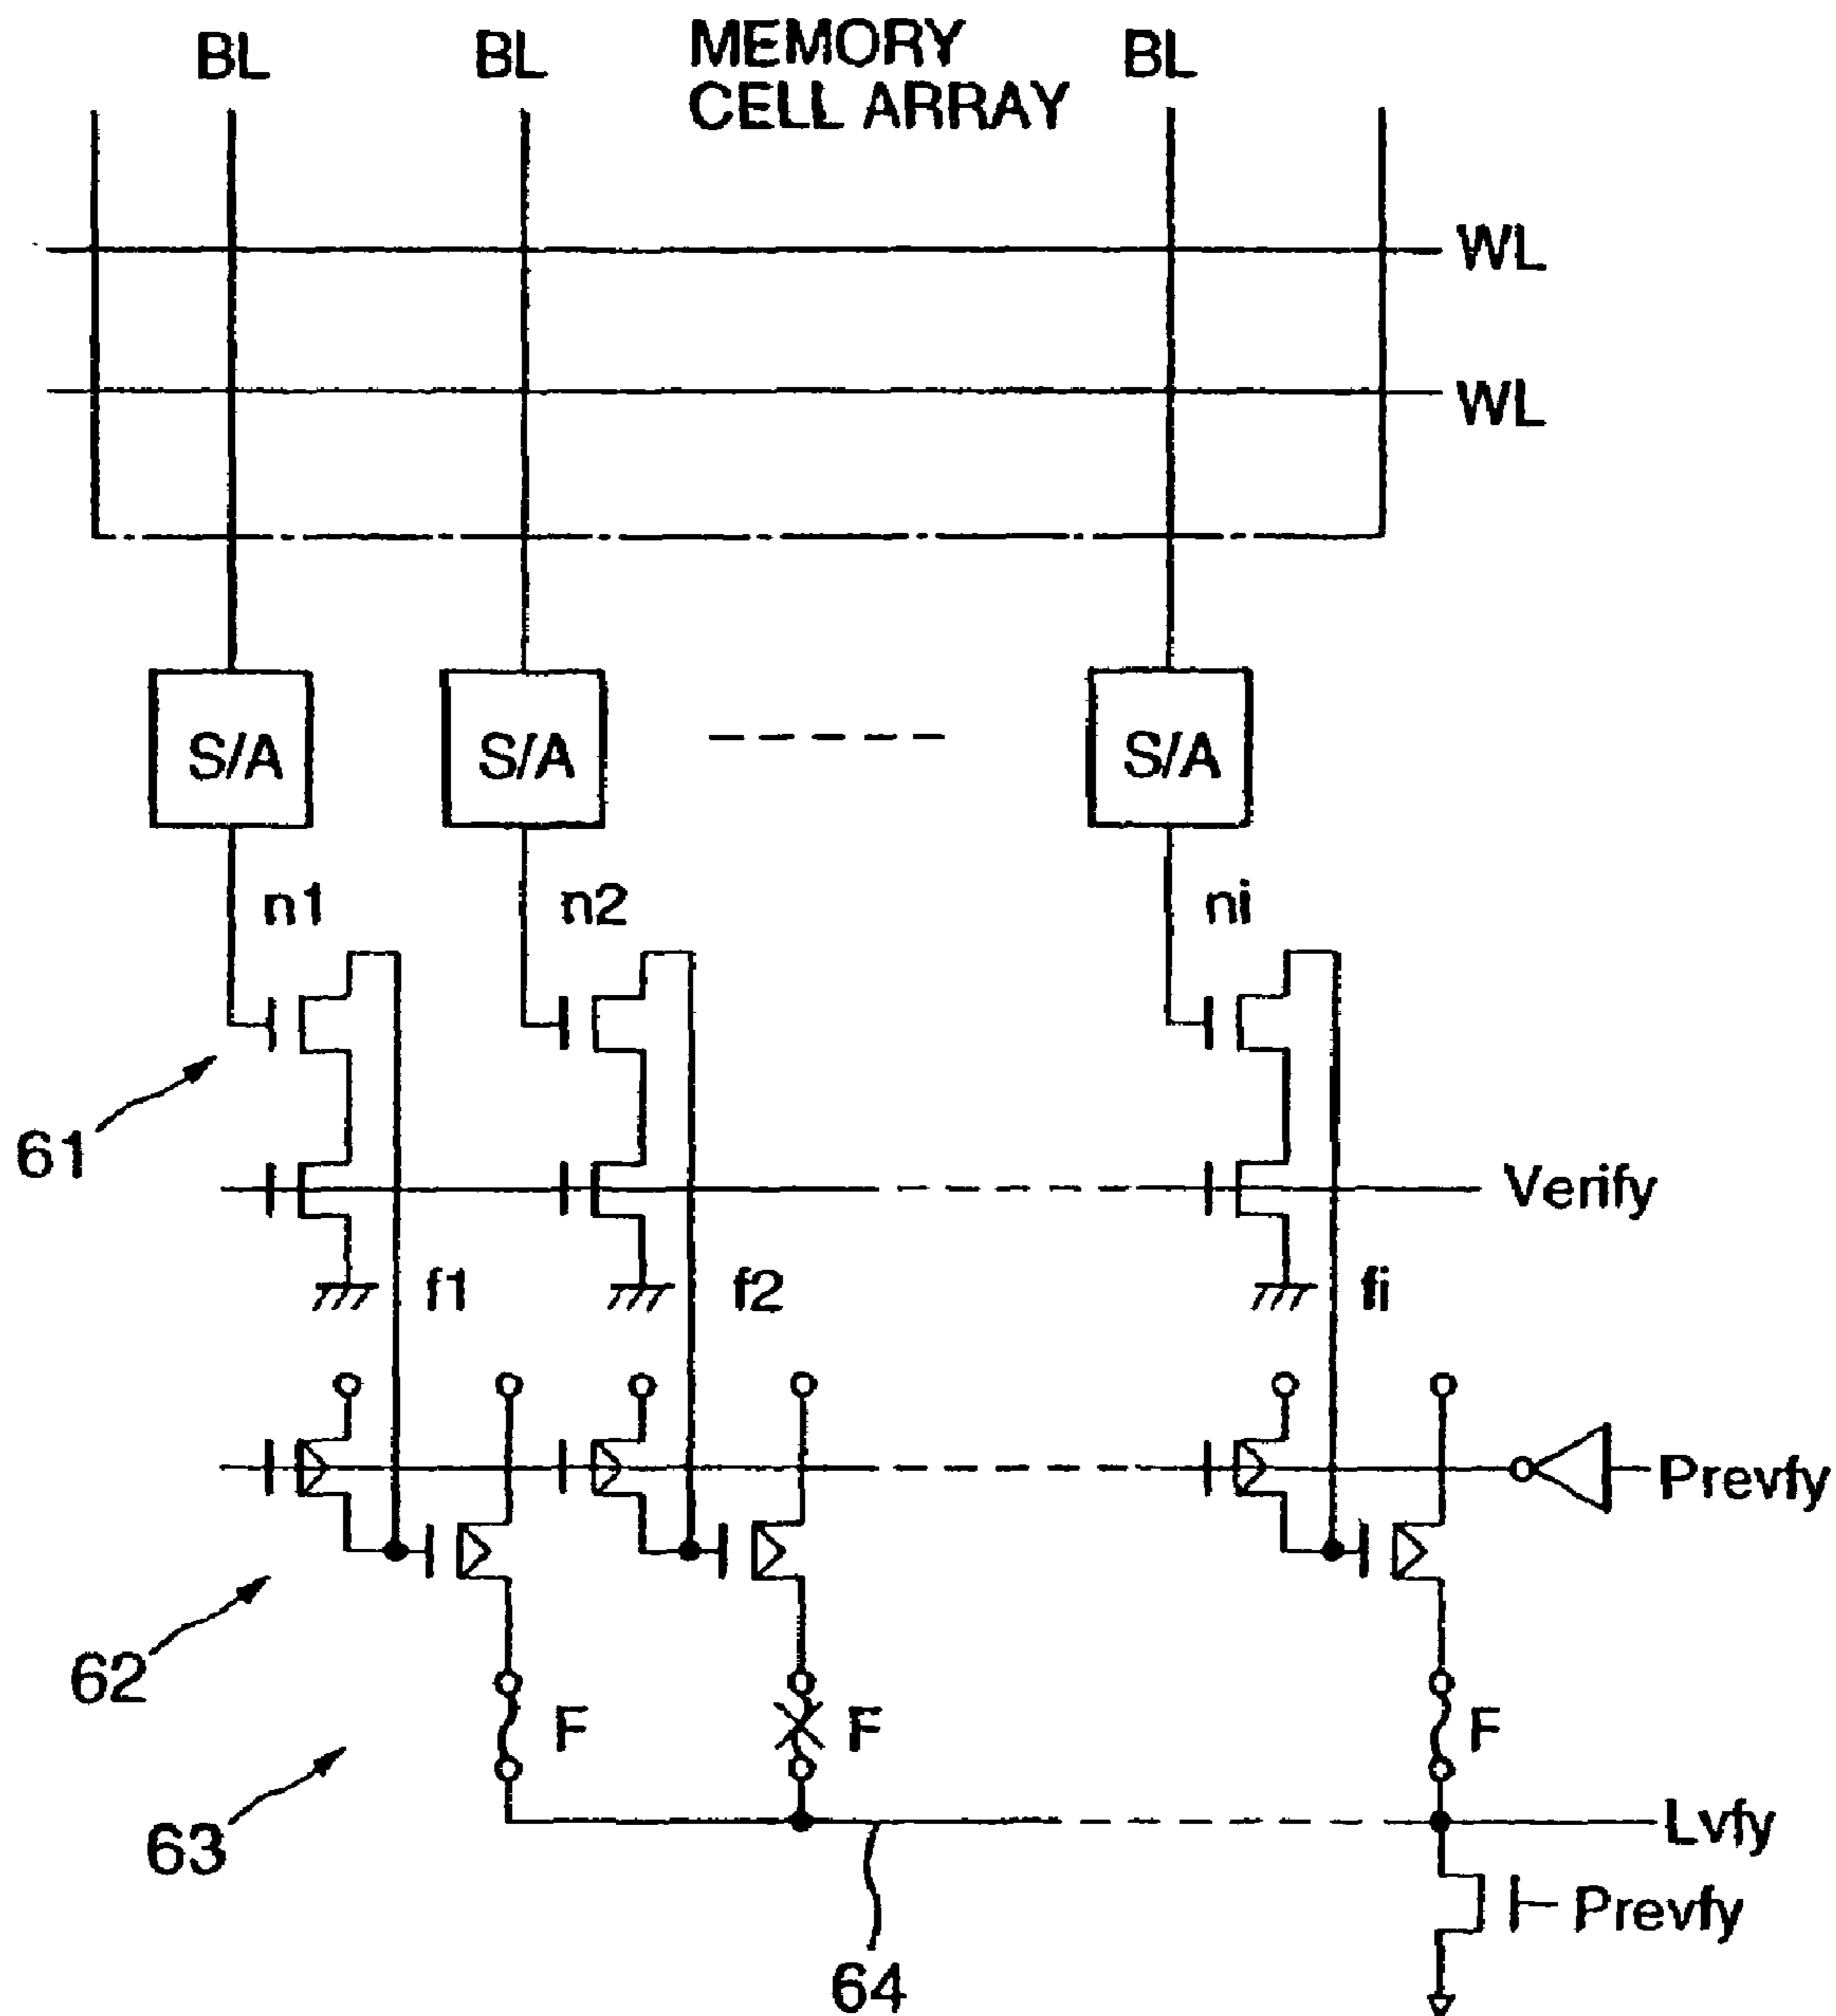 BL BL MEMORY CELL ARRAY BL
WL
WL
S/A S/A S/A
n1 n2 ni
61
Verify
f1 f2 fi
Prevfy
62
F F F
63
Lvfy
Prevfy
64